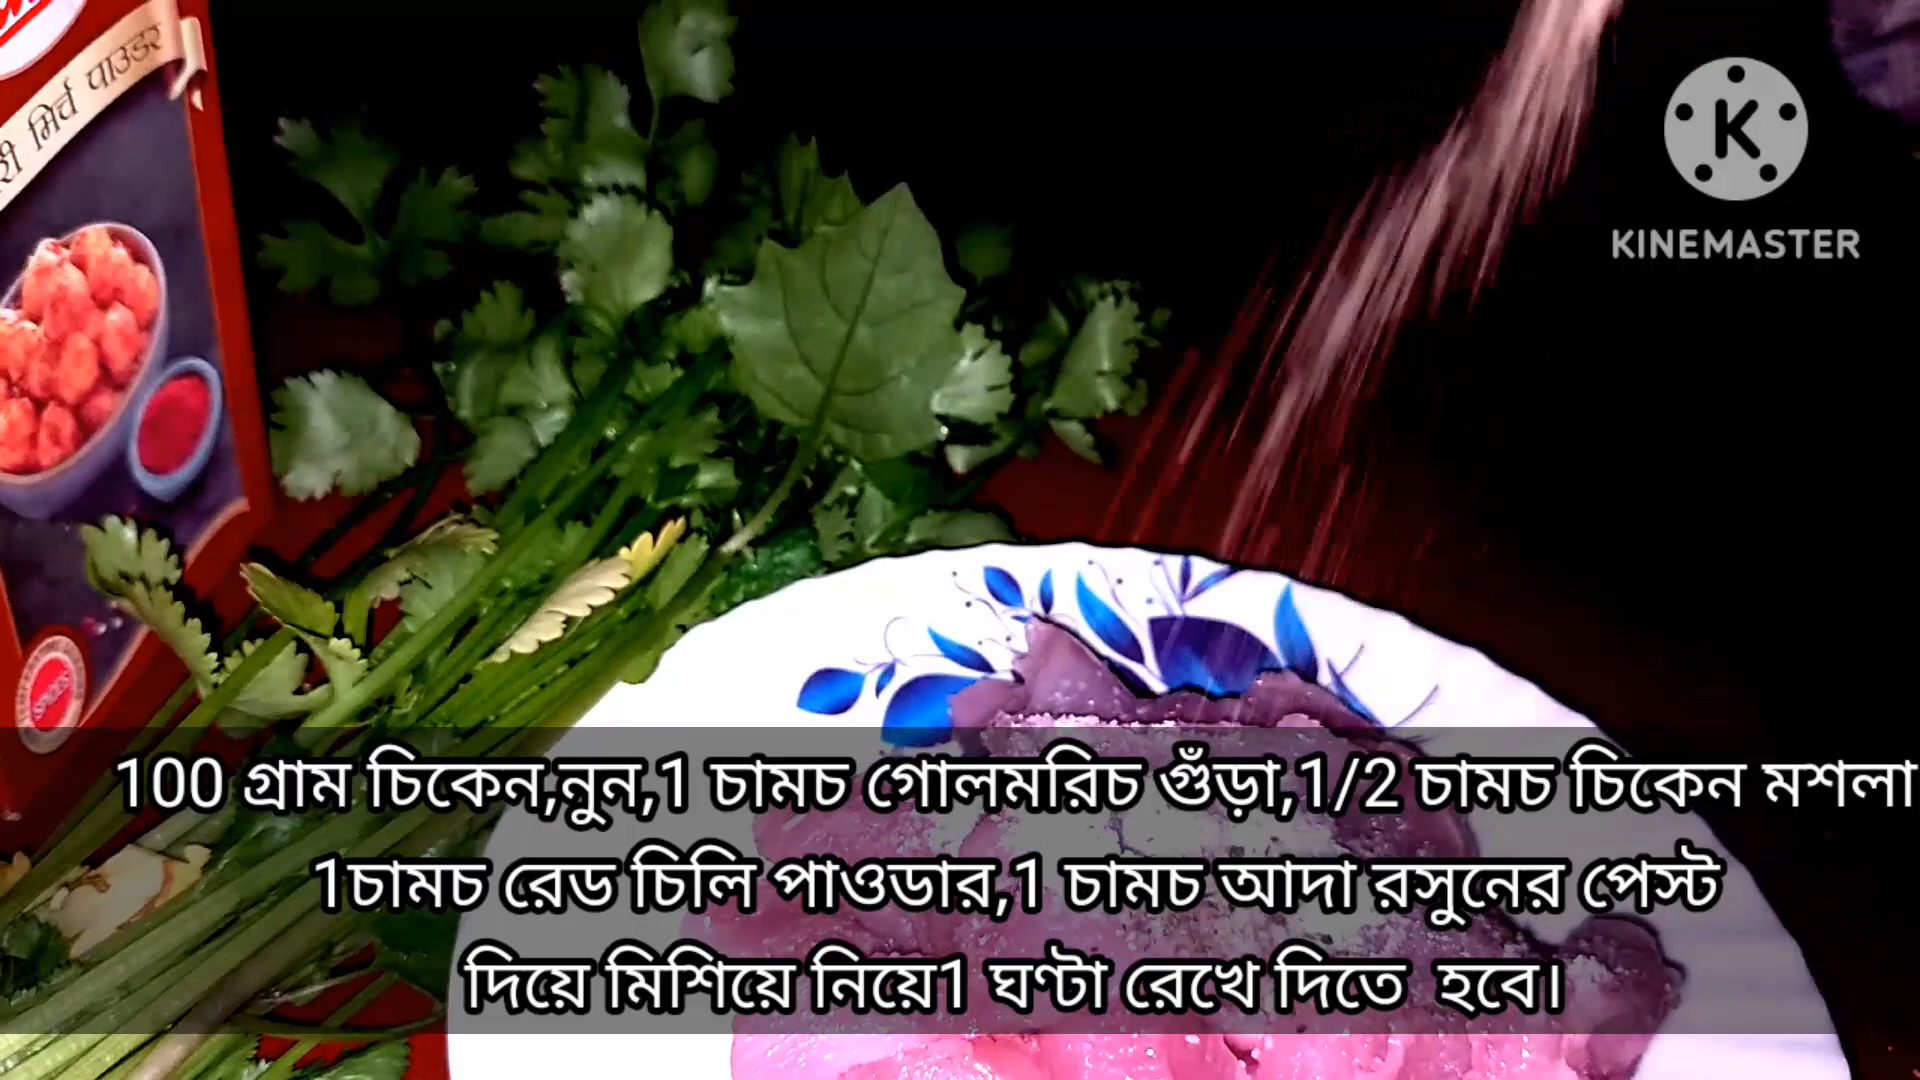 मिर्च पाउडर
KINEMASTER
100 গ্রাম চিকেন,নুন,1 চামচ গোলমরিচ গুঁড়া,1/2 চামচ চিকেন মশলা
1চামচ রেড চিলি পাওডার,1 চামচ আদা রসুনের পেস্ট
দিয়ে মিশিয়ে নিয়ে1 ঘণ্টা রেখে দিতে  হবে।